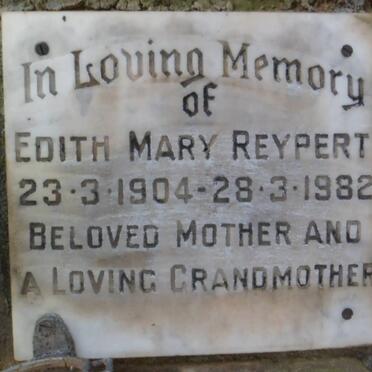 In Loving Memory
of
EDITH MARY REYPERT
23·3·1904-28·3·1982
BELOVED MOTHER AND
A LOVING GRANDMOTHER